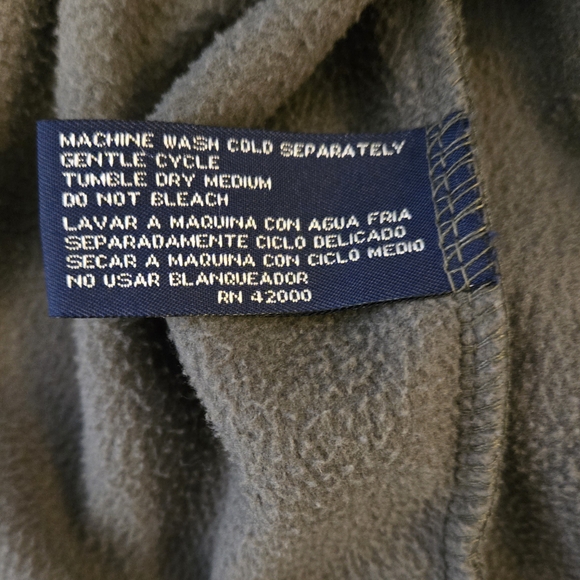 MACHINE WASH COLD SEPARATELY
GENTLE CYCLE
TUMBLE DRY MEDIUM
DO NOT BLEACH
LAVAR A MAQUINA CON AGUA FRIA
SEPARADAMENTE CICLO DELICADO
SECAR A MAQUINA CON CICLO MEDIO
NO USAR BLANQUEADOR
RN 42000